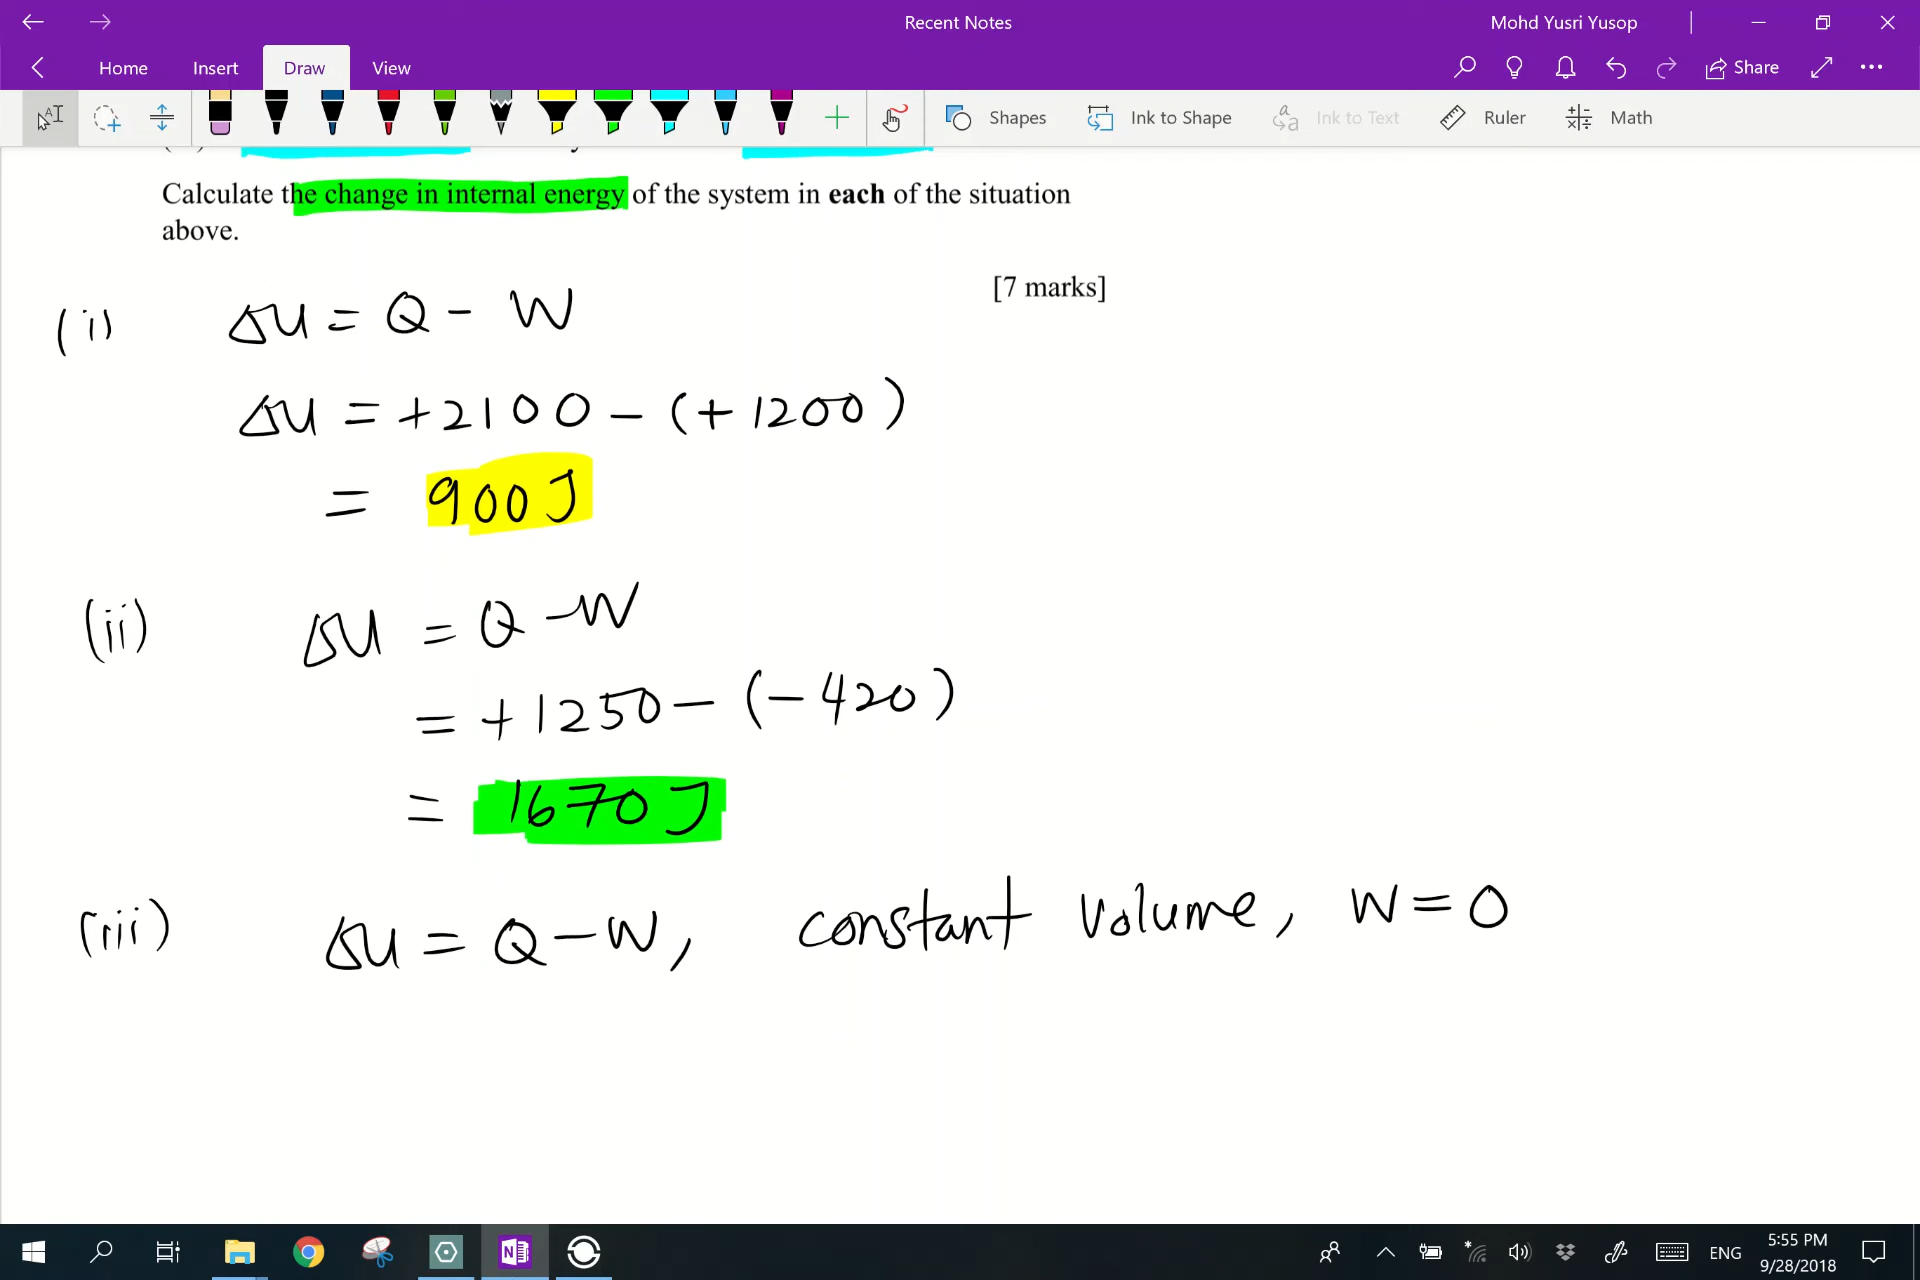 Recent Notes
Mohd Yusri Yusop
Home Insert Draw View
Share
Shapes Ink to Shape Ink to Text Ruler Math
Calculate the change in internal energy of the system in each of the situation
above.
[7 marks]
(i) ΔU = Q - W
ΔU = +2100 - (+1200)
= 900J
(ii) ΔU = Q - W
= +1250 - (-420)
= 1670J
(iii) ΔU = Q - W, constant volume, W = 0
ENG
5:55 PM
9/28/2018